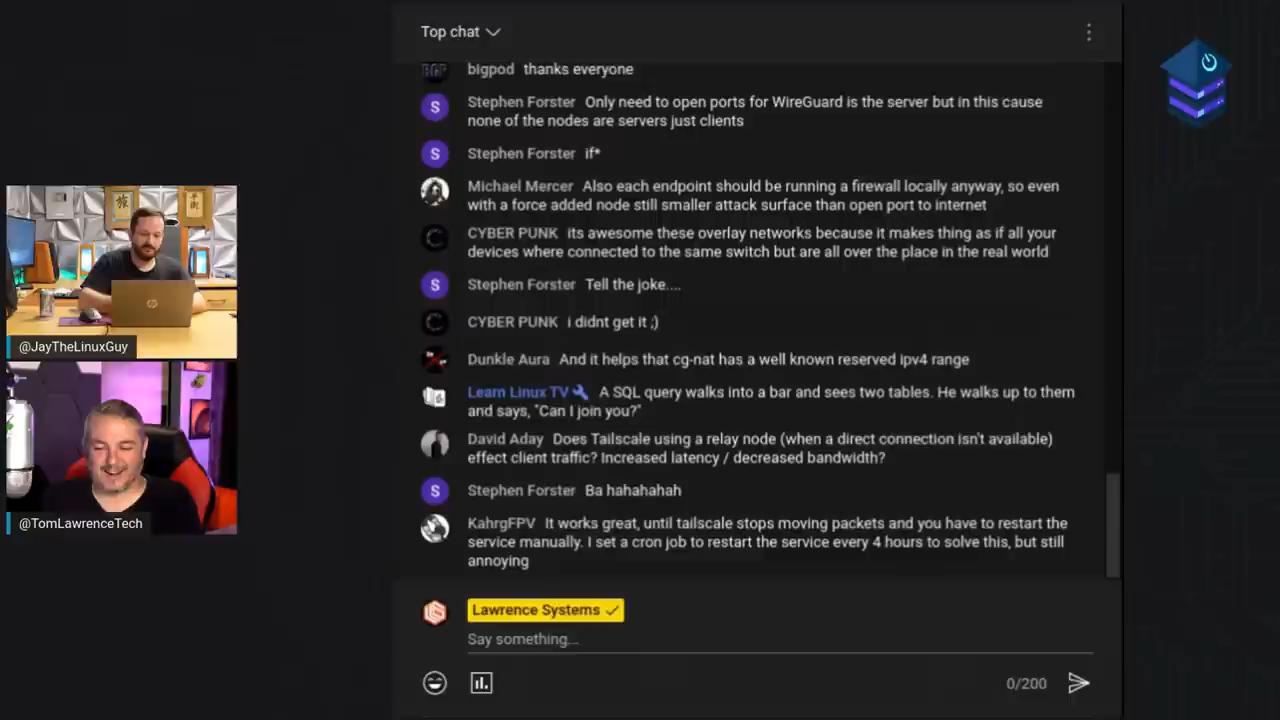 Top chat
bigpod thanks everyone
Stephen Forster Only need to open ports for WireGuard is the server but in this cause
none of the nodes are servers just clients
Stephen Forster if*
Michael Mercer Also each endpoint should be running a firewall locally anyway, so even
with a force added node still smaller attack surface than open port to internet
CYBER PUNK its awesome these overlay networks because it makes thing as if all your
devices where connected to the same switch but are all over the place in the real world
Stephen Forster Tell the joke....
CYBER PUNK i didnt get it ;)
Dunkle Aura And it helps that cg-nat has a well known reserved ipv4 range
Learn Linux TV A SQL query walks into a bar and sees two tables. He walks up to them
and says, "Can I join you?"
David Aday Does Tailscale using a relay node (when a direct connection isn't available)
effect client traffic? Increased latency / decreased bandwidth?
Stephen Forster Ba hahahahah
KahrgFPV It works great, until tailscale stops moving packets and you have to restart the
service manually. I set a cron job to restart the service every 4 hours to solve this, but still
annoying
Lawrence Systems
Say something...
0/200
@JayTheLinuxGuy
@TomLawrenceTech
S
S
S
S
hp